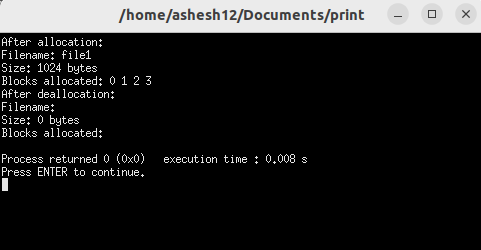 /home/ashesh12/Documents/print
After allocation:
Filename: file1
Size: 1024 bytes
Blocks allocated: 0 1 2 3
After deallocation:
Filename:
Size: 0 bytes
Blocks allocated:
Process returned 0 (0x0)   execution time : 0.008 s
Press ENTER to continue.